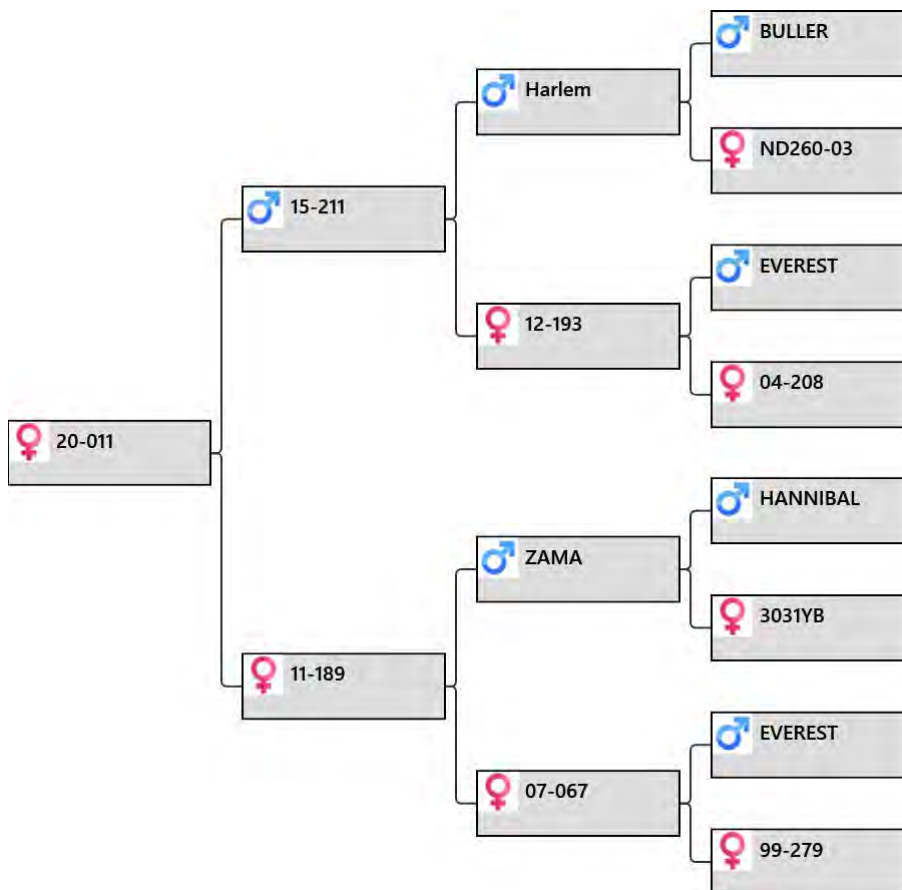 BULLER
Harlem
ND260-03
15-211
EVEREST
12-193
04-208
20-011
HANNIBAL
ZAMA
3031YB
11-189
EVEREST
07-067
99-279